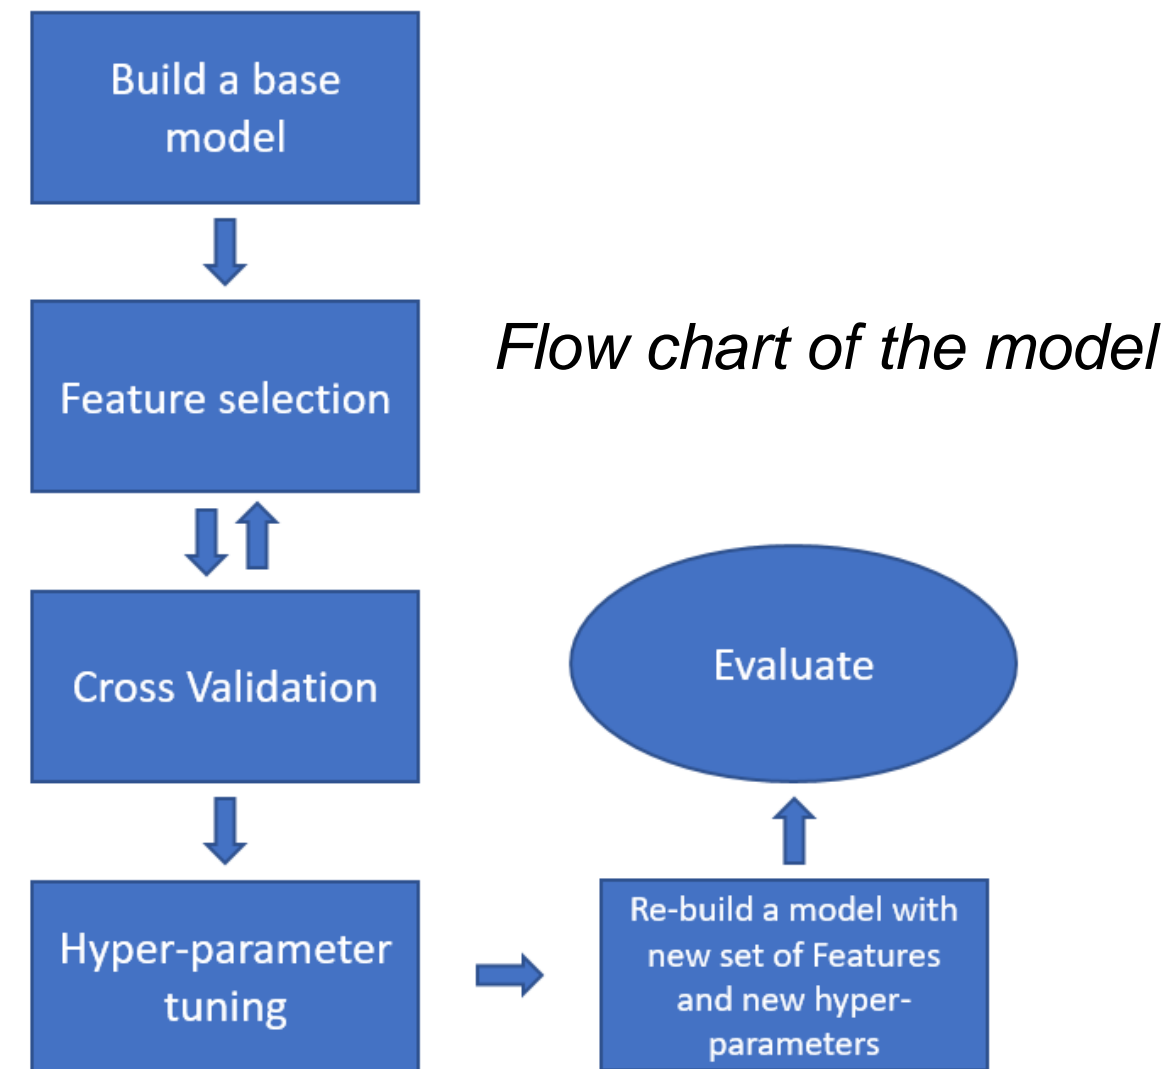 Build a base
model
Feature selection
Flow chart of the model
Cross Validation
Evaluate
Hyper-parameter
tuning
Re-build a model with
new set of Features
and new hyper-
parameters